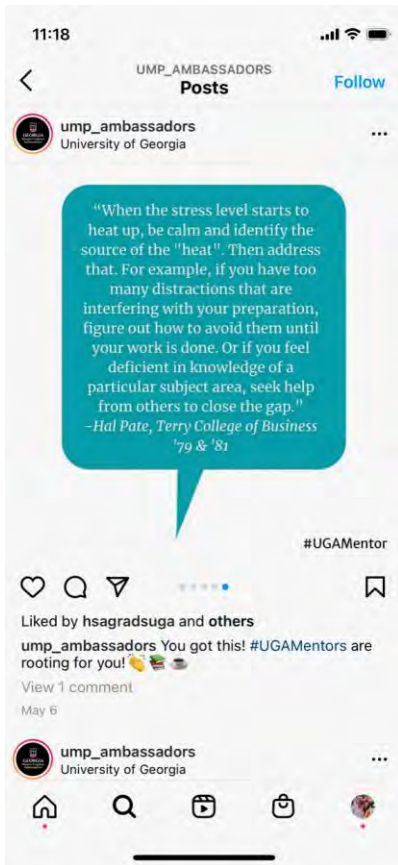 11:18
UMP_AMBASSADORS
Posts
Follow
ump_ambassadors
University of Georgia
“When the stress level starts to
heat up, be calm and identify the
source of the "heat". Then address
that. For example, if you have too
many distractions that are
interfering with your preparation,
figure out how to avoid them until
your work is done. Or if you feel
deficient in knowledge of a
particular subject area, seek help
from others to close the gap.”
-Hal Pate, Terry College of Business
'79 & '81
#UGAMentor
Liked by hsagradsuga and others
ump_ambassadors You got this! #UGAMentors are
rooting for you!👏📚☕
View 1 comment
May 6
ump_ambassadors
University of Georgia